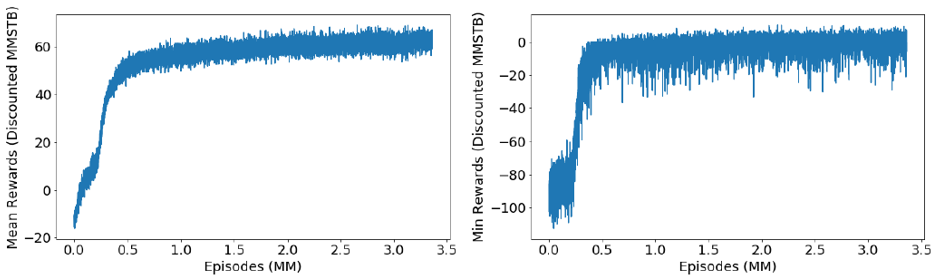 Mean Rewards (Discounted MMSTB)
60
40
20
0
−20
0.0 0.5 1.0 1.5 2.0 2.5 3.0 3.5
Episodes (MM)
Min Rewards (Discounted MMSTB)
0
−20
−40
−60
−80
−100
0.0 0.5 1.0 1.5 2.0 2.5 3.0 3.5
Episodes (MM)